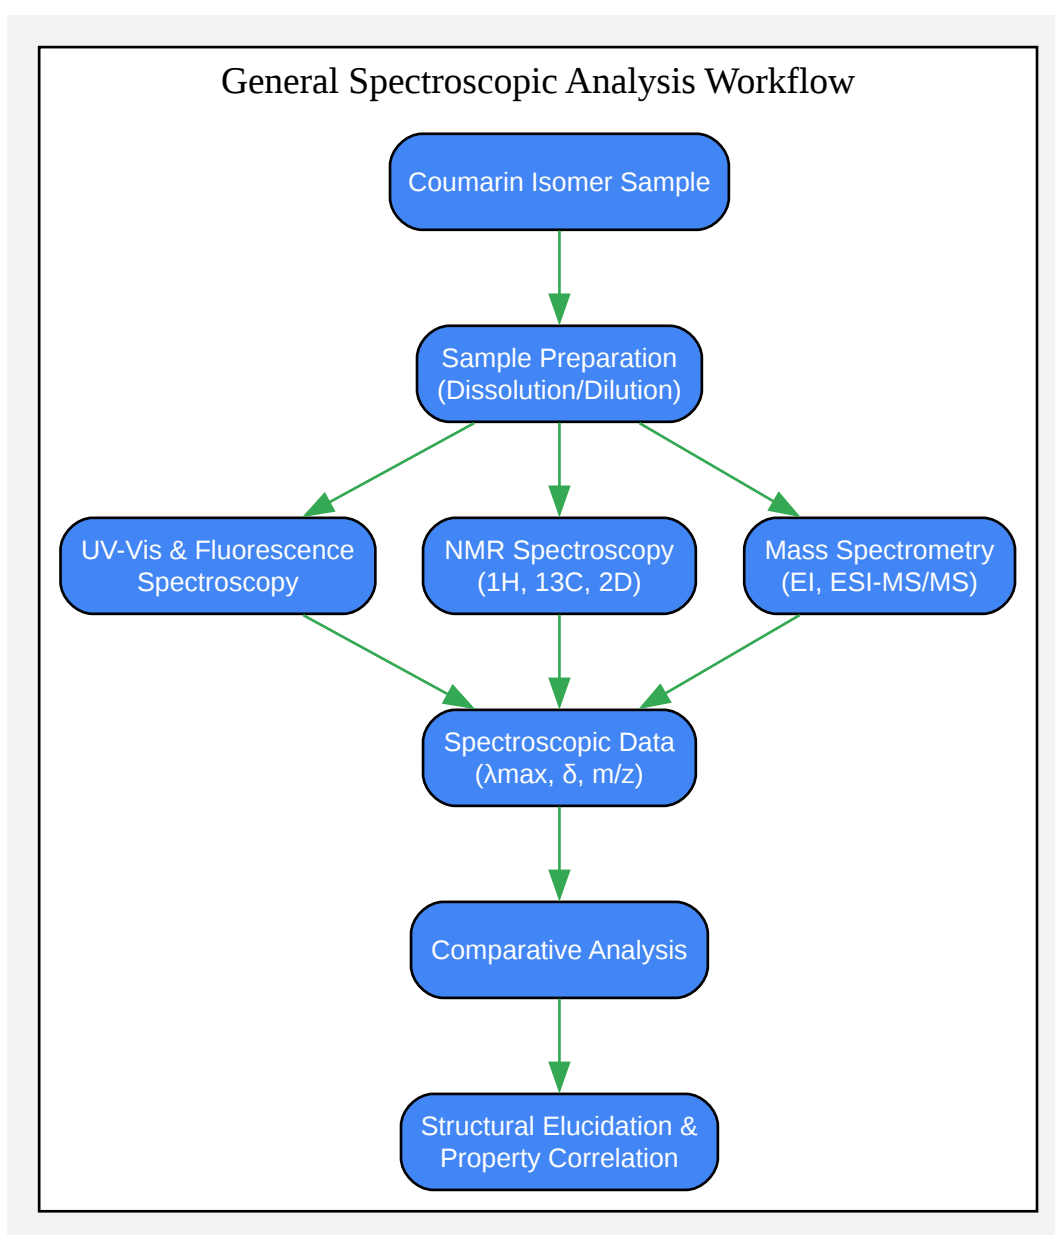 General Spectroscopic Analysis Workflow
Coumarin Isomer Sample
Sample Preparation
(Dissolution/Dilution)
UV-Vis & Fluorescence
Spectroscopy
NMR Spectroscopy
(1H, 13C, 2D)
Mass Spectrometry
(EI, ESI-MS/MS)
Spectroscopic Data
(λmax, δ, m/z)
Comparative Analysis
Structural Elucidation &
Property Correlation